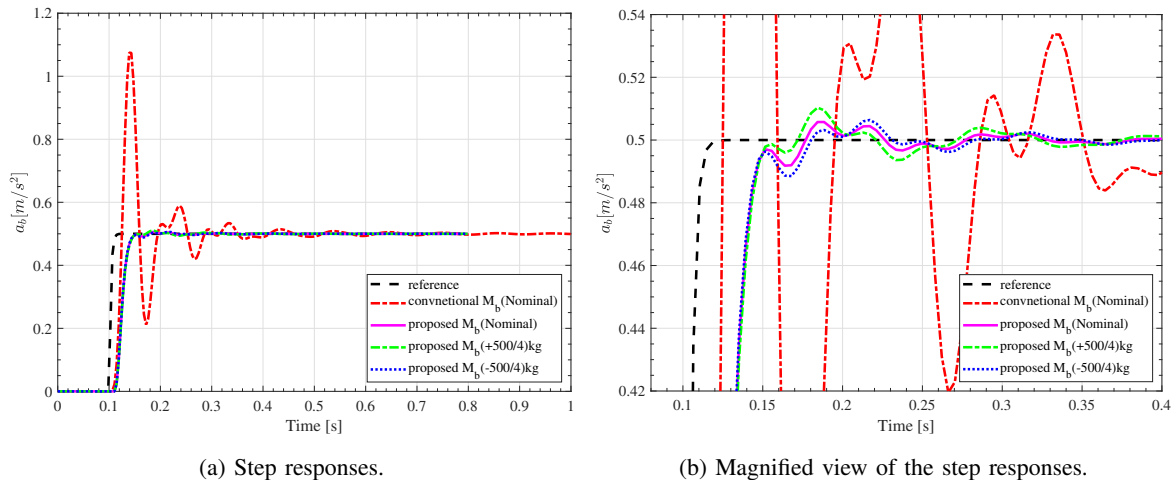 1.2
1
0.8
0.6
0.4
0.2
0
a_b[m/s²]
0 0.1 0.2 0.3 0.4 0.5 0.6 0.7 0.8 0.9 1
Time [s]
reference
convnetional M_b(Nominal)
proposed M_b(Nominal)
proposed M_b(+500/4)kg
proposed M_b(-500/4)kg
(a) Step responses.
0.54
0.52
0.5
0.48
0.46
0.44
0.42
a_b[m/s²]
0.1 0.15 0.2 0.25 0.3 0.35 0.4
Time [s]
reference
convnetional M_b(Nominal)
proposed M_b(Nominal)
proposed M_b(+500/4)kg
proposed M_b(-500/4)kg
(b) Magnified view of the step responses.